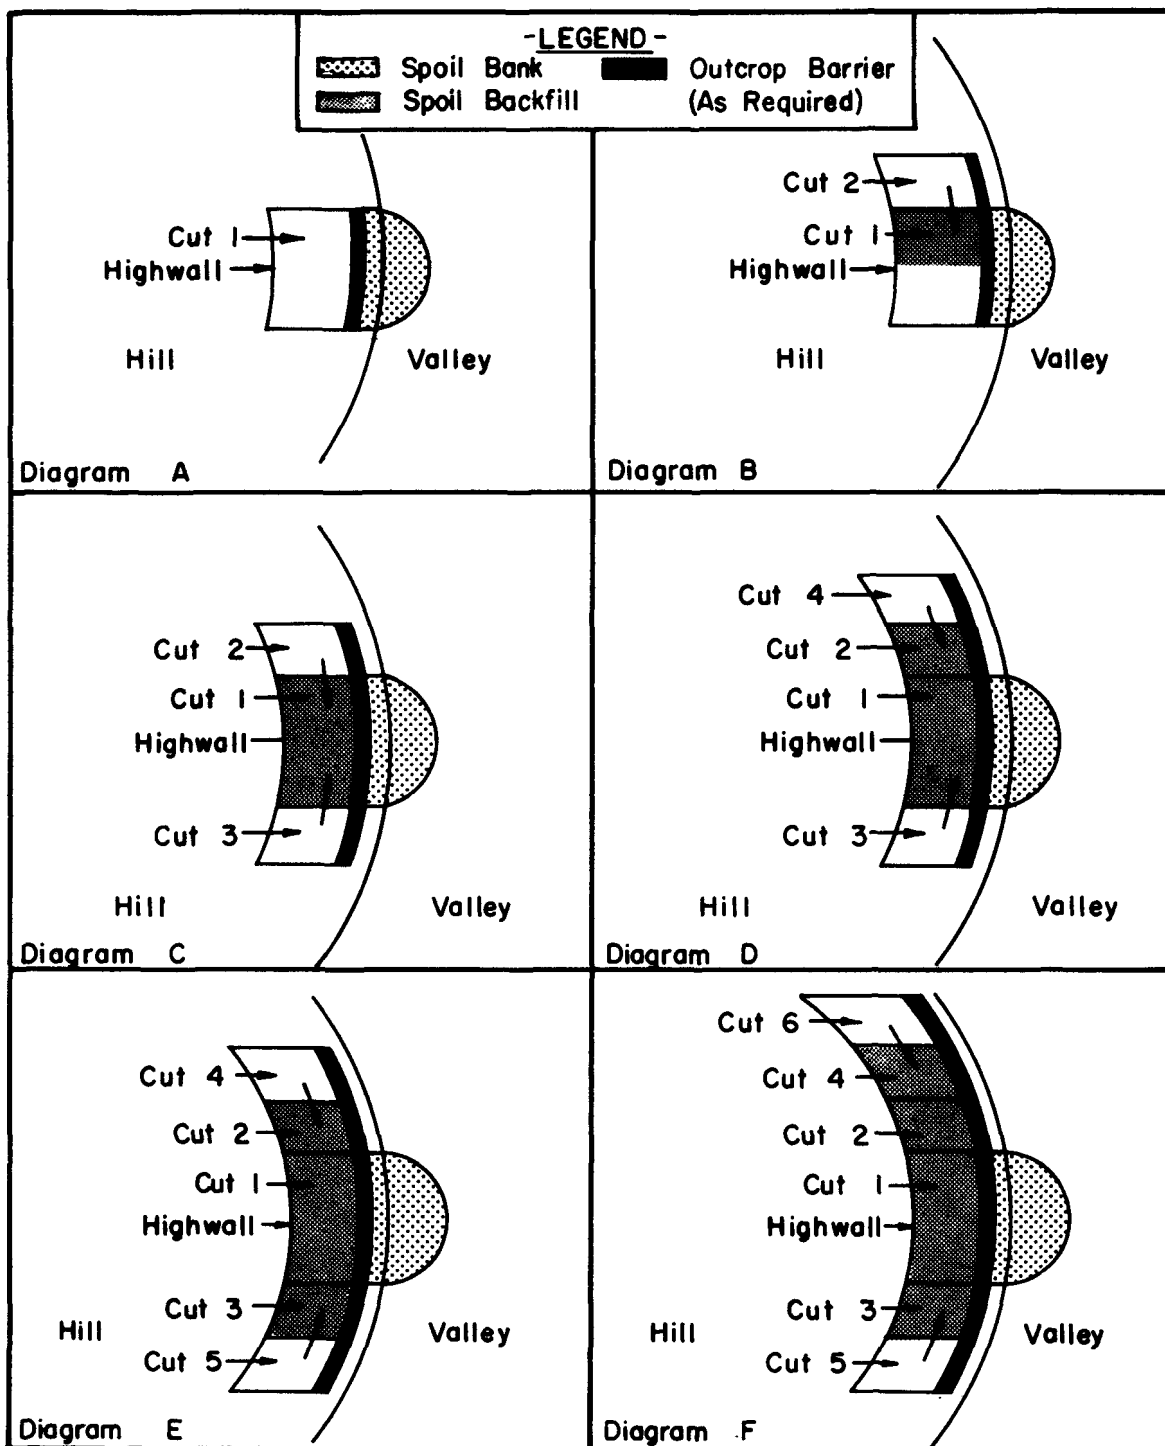 -LEGEND-
Spoil Bank
Outcrop Barrier
Spoil Backfill
(As Required)
Cut 1
Highwall
Hill
Valley
Diagram A
Cut 2
Cut 1
Highwall
Hill
Valley
Diagram B
Cut 2
Cut 1
Highwall
Cut 3
Hill
Valley
Diagram C
Cut 4
Cut 2
Cut 1
Highwall
Cut 3
Hill
Valley
Diagram D
Cut 4
Cut 2
Cut 1
Highwall
Cut 3
Hill
Valley
Cut 5
Diagram E
Cut 6
Cut 4
Cut 2
Cut 1
Highwall
Cut 3
Hill
Valley
Cut 5
Diagram F